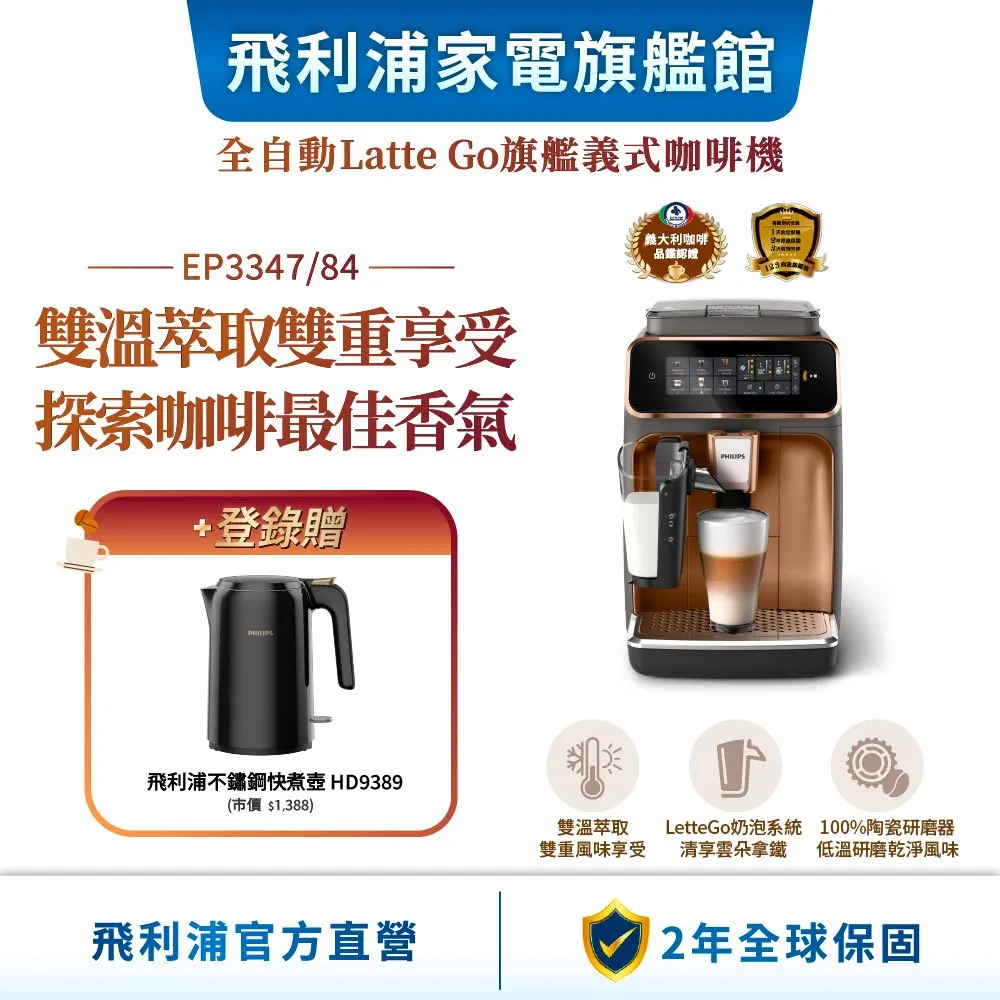 飛利浦家電旗艦館
全自動Latte Go旗艦義式咖啡機
義大利咖啡
品鑑認證
EP3347/84
雙溫萃取雙重享受
探索咖啡最佳香氣
PHILIPS
+登錄贈
PHILIPS
飛利浦不鏽鋼快煮壺 HD9389
(市價 $1,388)
雙溫萃取
雙重風味享受
LetteGo奶泡系統
清享雲朵拿鐵
100%陶瓷研磨器
低溫研磨乾淨風味
飛利浦官方直營
2年全球保固